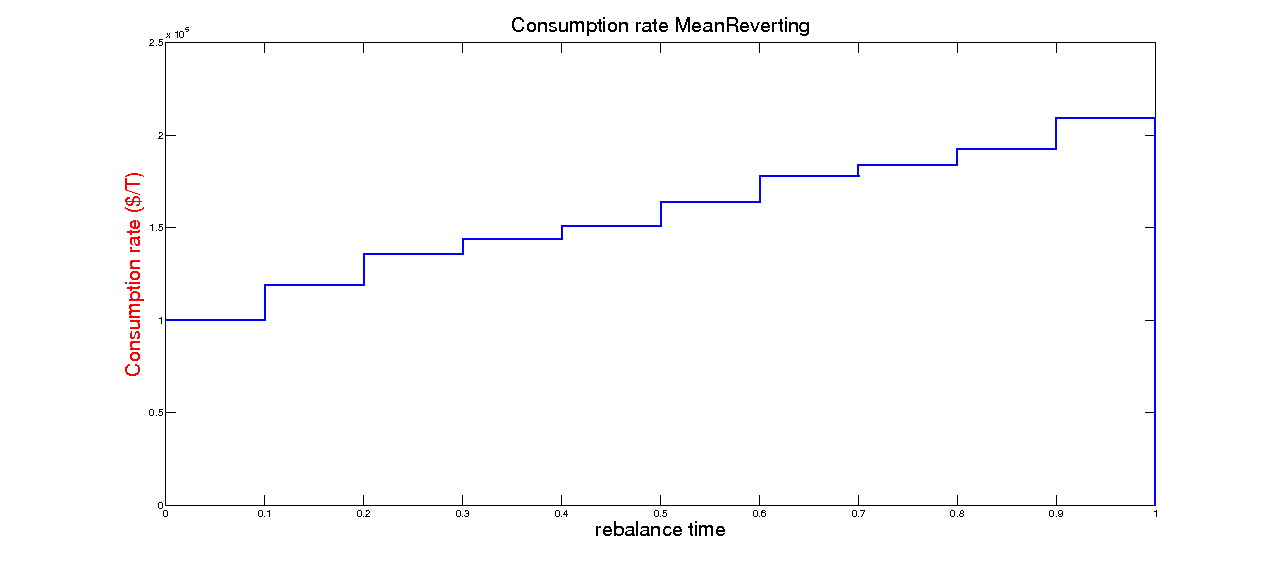 Consumption rate MeanReverting
x 10^5
2.5
2
1.5
1
0.5
0
Consumption rate ($/T)
0 0.1 0.2 0.3 0.4 0.5 0.6 0.7 0.8 0.9 1
rebalance time